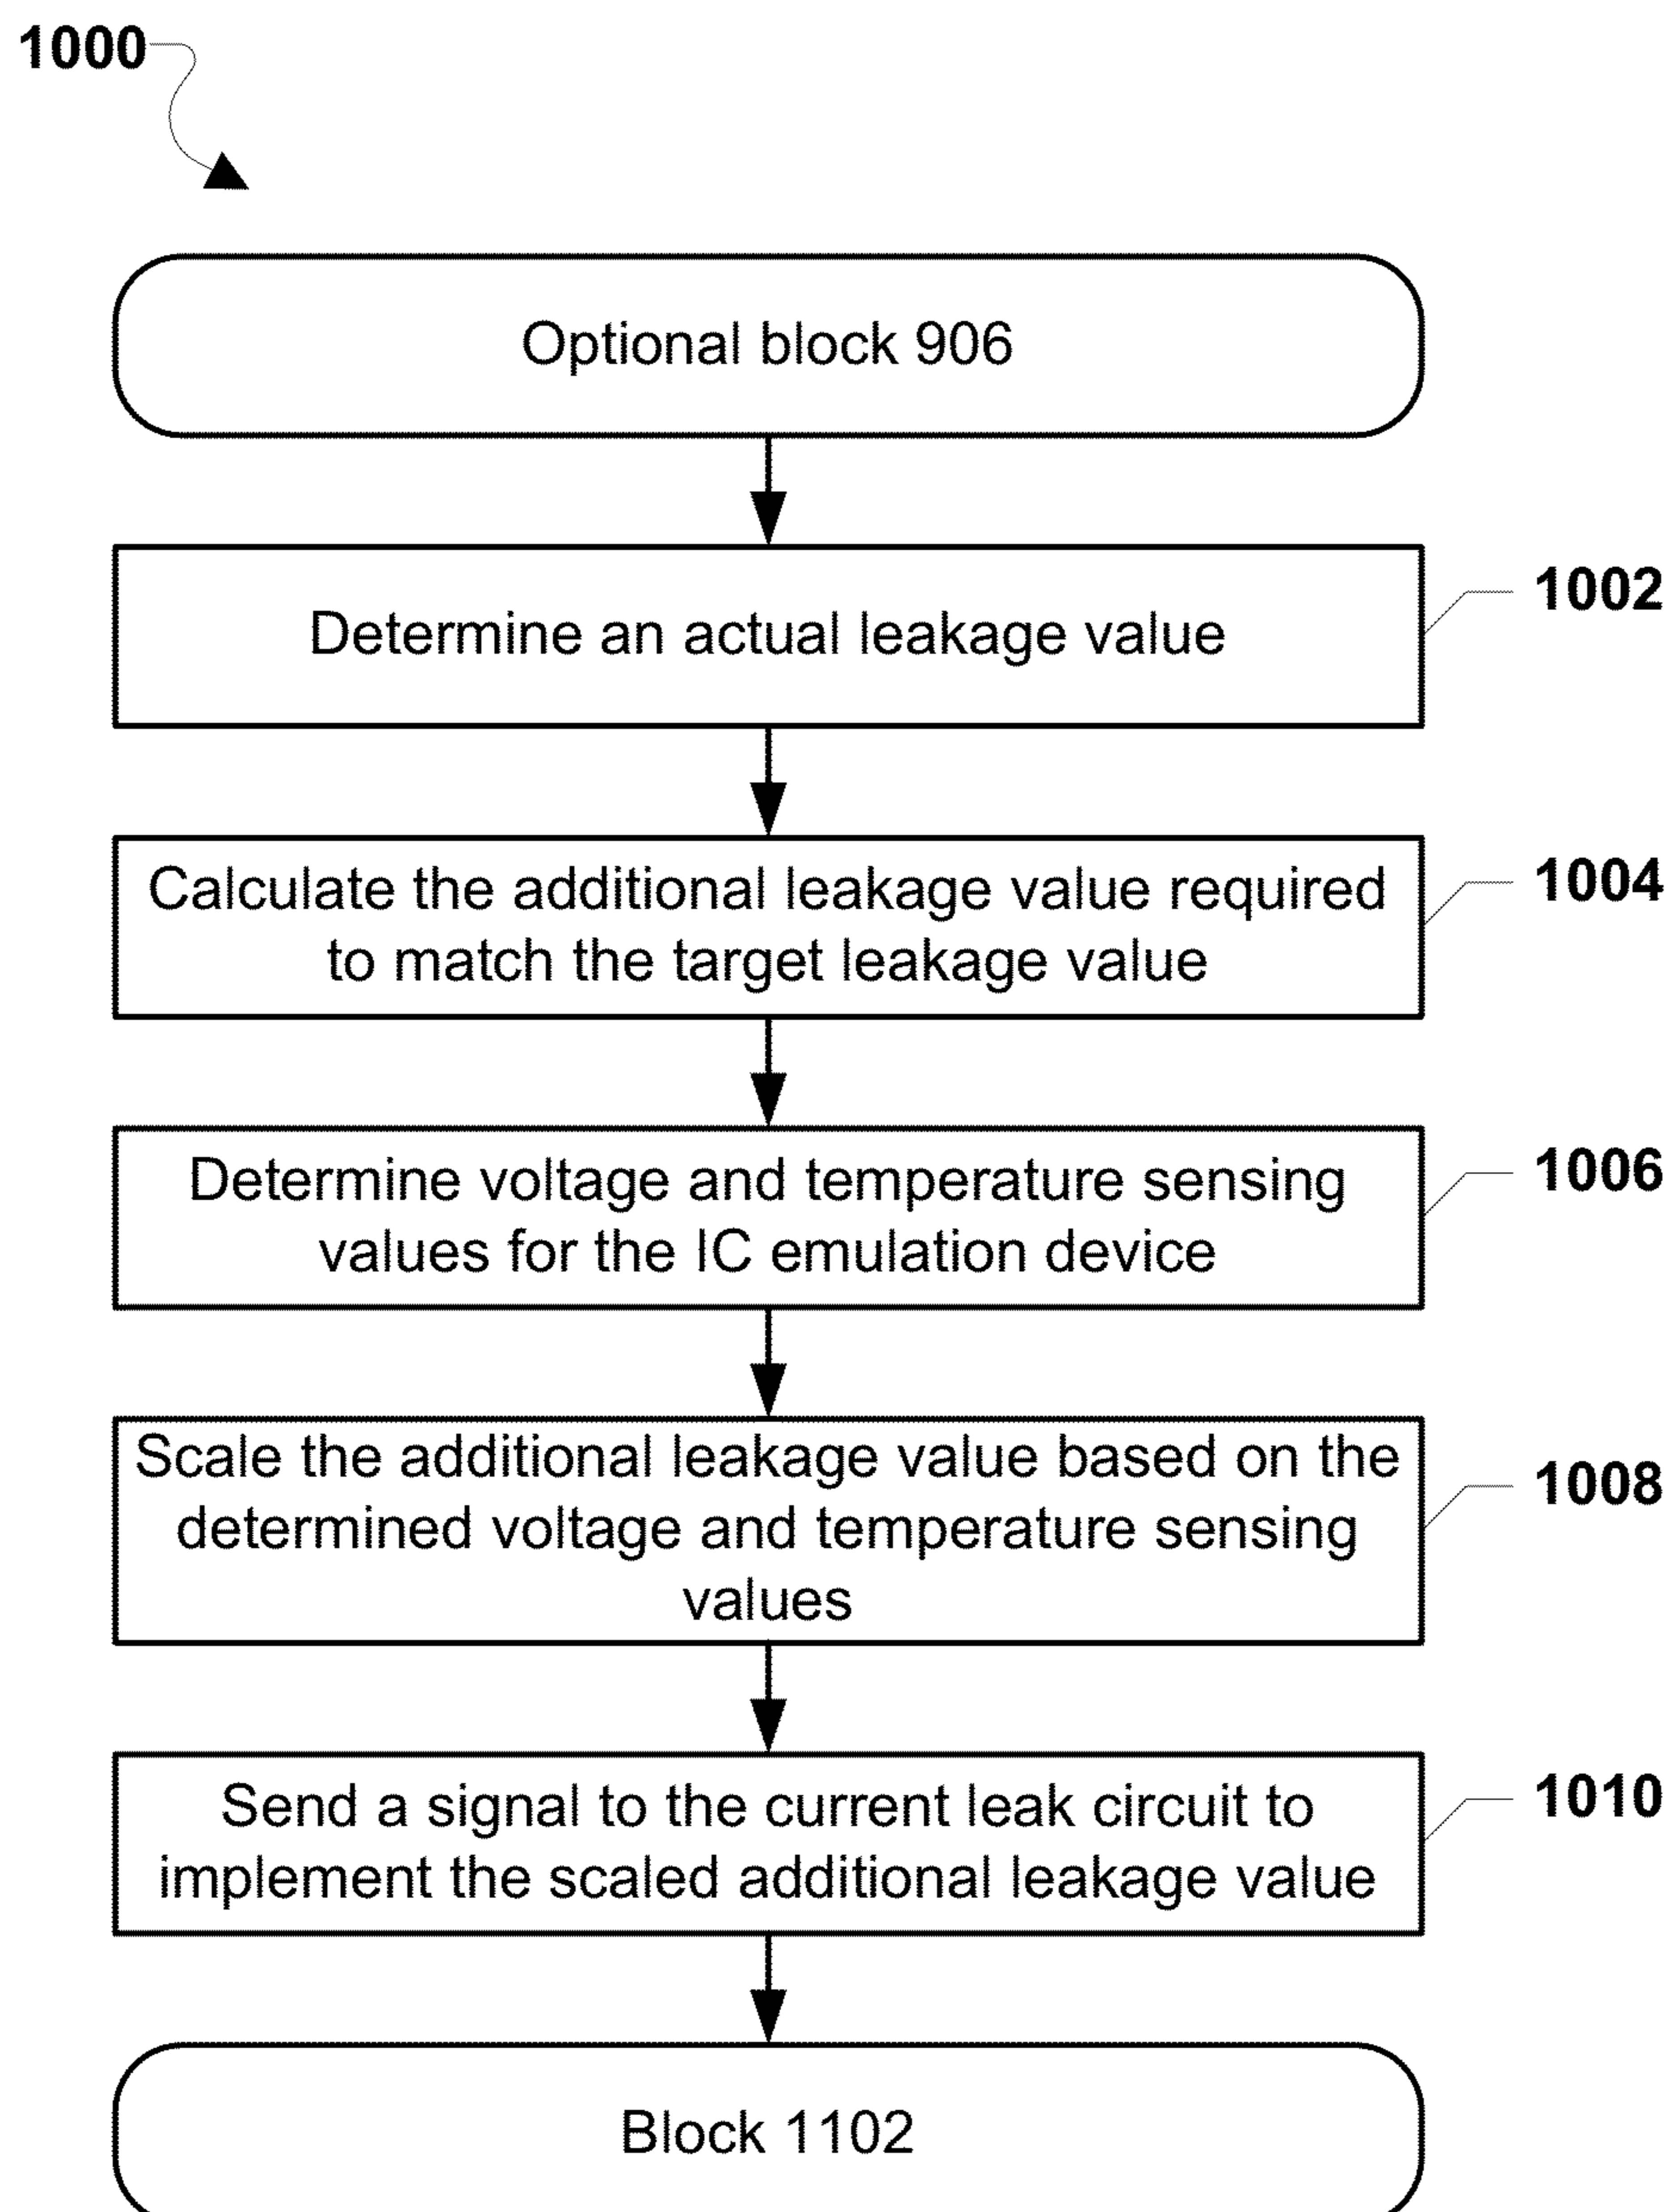 1000
Optional block 906
Determine an actual leakage value
1002
Calculate the additional leakage value required
to match the target leakage value
1004
Determine voltage and temperature sensing
values for the IC emulation device
1006
Scale the additional leakage value based on the
determined voltage and temperature sensing
values
1008
Send a signal to the current leak circuit to
implement the scaled additional leakage value
1010
Block 1102